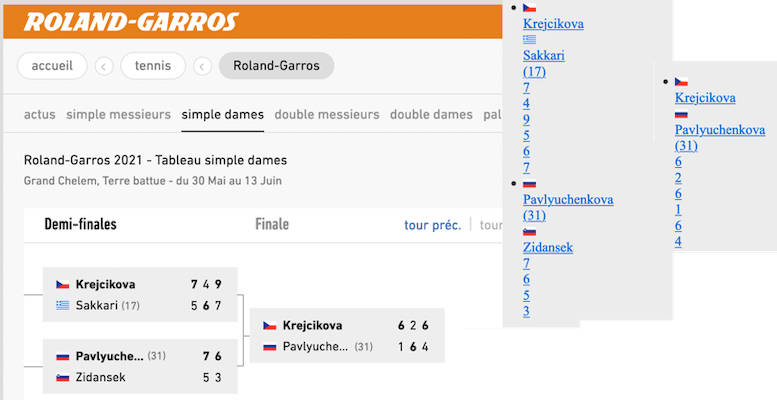 ROLAND-GARROS
accueil < tennis < Roland-Garros
actus simple messieurs simple dames double messieurs double dames pal
Roland-Garros 2021 - Tableau simple dames
Grand Chelem, Terre battue - du 30 Mai au 13 Juin
Demi-finales Finale tour préc. | tour
Krejcikova 7 4 9
Sakkari (17) 5 6 7
Pavlyuche... (31) 7 6
Zidansek 5 3
Krejcikova 6 2 6
Pavlyuche... (31) 1 6 4
Krejcikova
Sakkari
(17)
7
4
9
5
6
7
Pavlyuchenkova
(31)
Zidansek
7
6
5
3
Krejcikova
Pavlyuchenkova
(31)
6
2
6
1
6
4